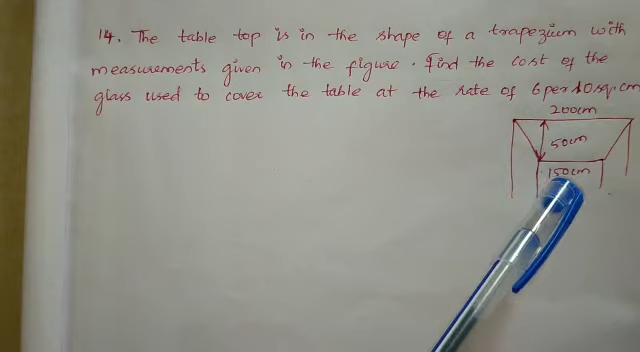 14. The table top is in the shape of a trapezium with
measurements given in the figure. Find the cost of the
glass used to cover the table at the rate of 6 per 10 sq.cm
200cm
50cm
150cm